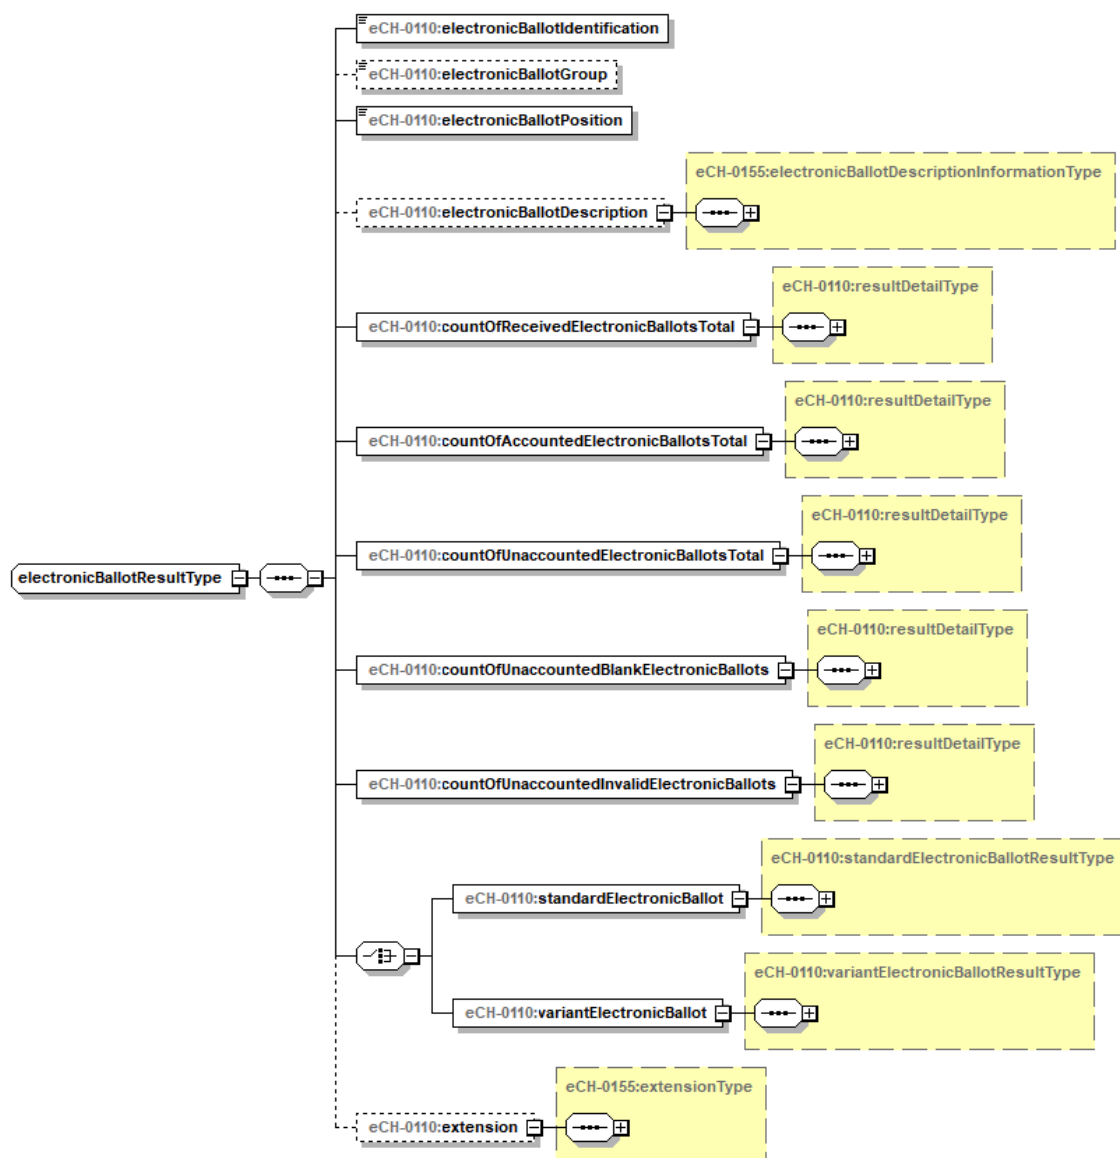 eCH-0110:electronicBallotIdentification
eCH-0110:electronicBallotGroup
eCH-0110:electronicBallotPosition
eCH-0155:electronicBallotDescriptionInformationType
eCH-0110:electronicBallotDescription
eCH-0110:resultDetailType
eCH-0110:countOfReceivedElectronicBallotsTotal
eCH-0110:resultDetailType
eCH-0110:countOfAccountedElectronicBallotsTotal
eCH-0110:resultDetailType
eCH-0110:countOfUnaccountedElectronicBallotsTotal
electronicBallotResultType
eCH-0110:resultDetailType
eCH-0110:countOfUnaccountedBlankElectronicBallots
eCH-0110:resultDetailType
eCH-0110:countOfUnaccountedInvalidElectronicBallots
eCH-0110:standardElectronicBallotResultType
eCH-0110:standardElectronicBallot
eCH-0110:variantElectronicBallotResultType
eCH-0110:variantElectronicBallot
eCH-0155:extensionType
eCH-0110:extension